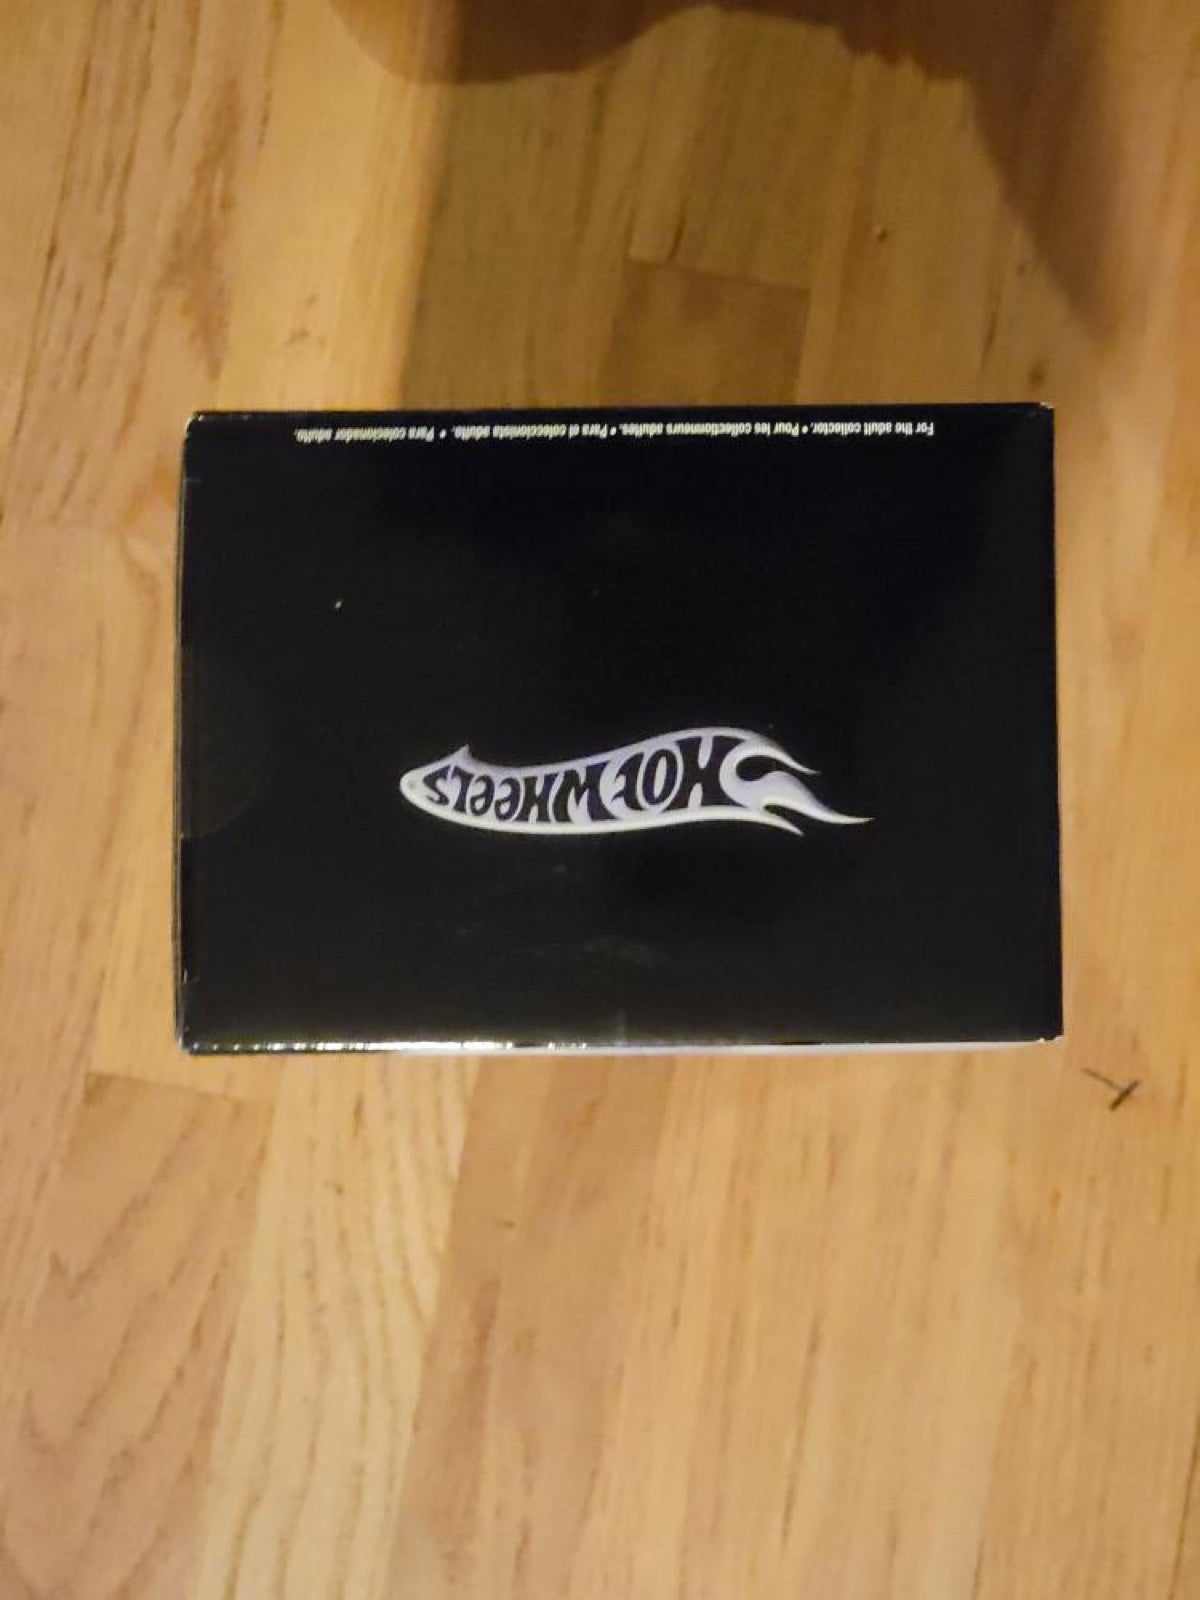 HOT WHEELS
For the adult collector. • Pour les collectionneurs adultes. • Para el coleccionista adulto. • Para colecionador adulto.